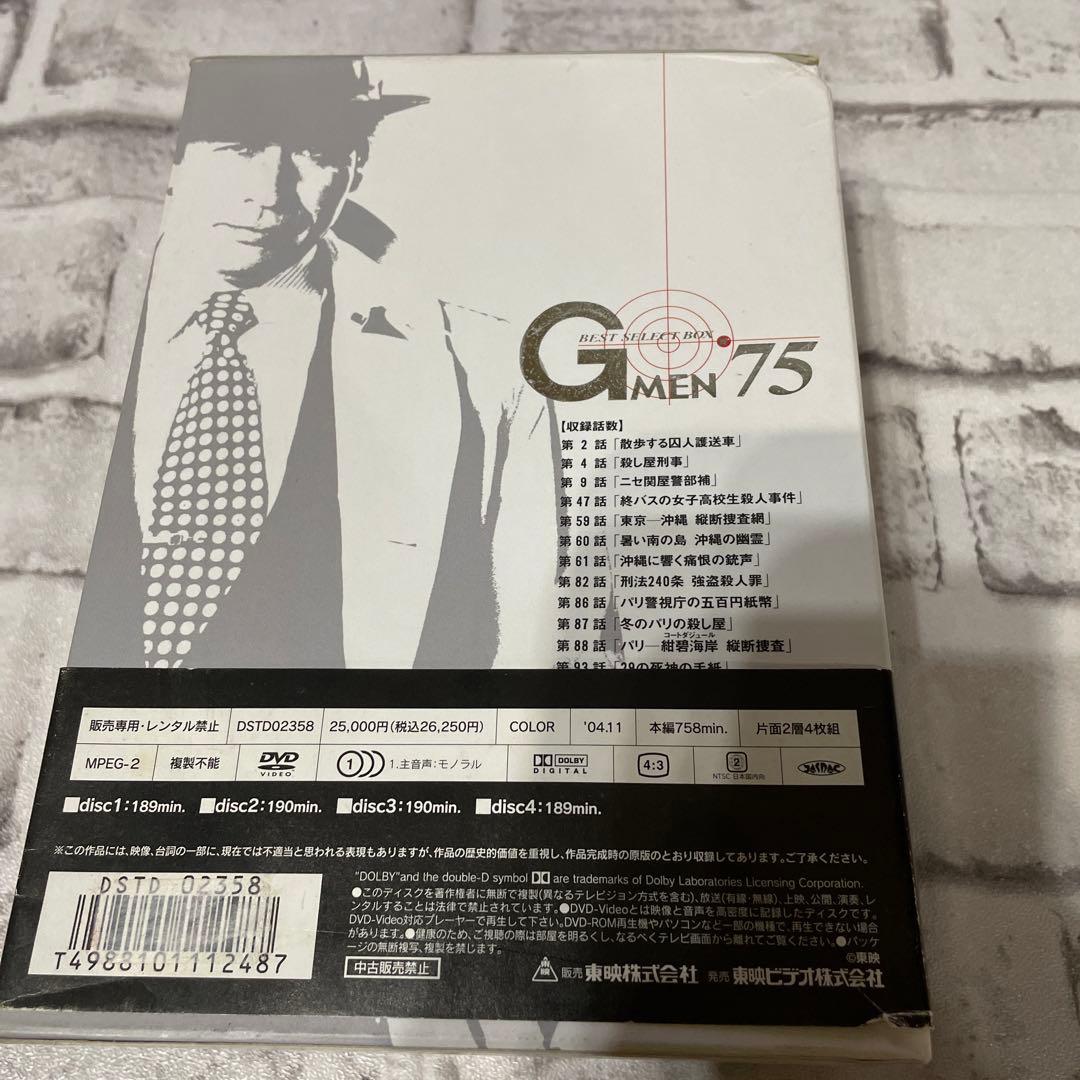 BEST SELECT BOX
G MEN '75
【収録話数】
第 2 話「散歩する囚人護送車」
第 4 話「殺し屋刑事」
第 9 話「ニセ関屋警部補」
第 47 話「終バスの女子高校生殺人事件」
第 59 話「東京―沖縄 縦断捜査網」
第 60 話「暑い南の島 沖縄の幽霊」
第 61 話「沖縄に響く痛恨の銃声」
第 82 話「刑法240条 強盗殺人罪」
第 86 話「パリ警視庁の五百円紙幣」
第 87 話「冬のパリの殺し屋」
コートダジュール
第 88 話「パリ―紺碧海岸 縦断捜査」
第 93 話「29の死神の手紙」
販売専用・レンタル禁止 DSTD02358 25,000円(税込26,250円) COLOR '04.11 本編758min. 片面2層4枚組
MPEG-2 複製不能 DVD VIDEO 1 1.主音声:モノラル DOLBY DIGITAL 4:3 2 NTSC 日本国内向 JASRAC
■disc1:189min. ■disc2:190min. ■disc3:190min. ■disc4:189min.
※この作品には、映像、台詞の一部に、現在では不適当と思われる表現もありますが、作品の歴史的価値を重視し、作品完成時の原版のとおり収録してあります。ご了承ください。
DSTD 02358
T4988101112487
"DOLBY"and the double-D symbol are trademarks of Dolby Laboratories Licensing Corporation.
●このディスクを著作権者に無断で複製(異なるテレビジョン方式を含む)、放送(有線・無線)、上映、公開、演奏、レ
ンタルすることは法律で禁止されています。●DVD-Videoとは映像と音声を高密度に記録したディスクです。
DVD-Video対応プレーヤーで再生して下さい。DVD-ROM再生機やパソコンなど一部の機種で、再生できない場合
があります。●健康のため、ご視聴の際は部屋を明るくし、なるべくテレビ画面から離れてご覧ください。●パッケ
ージの無断複写、複製を禁じます。
©東映
中古販売禁止
東映 販売 東映株式会社 発売 東映ビデオ株式会社